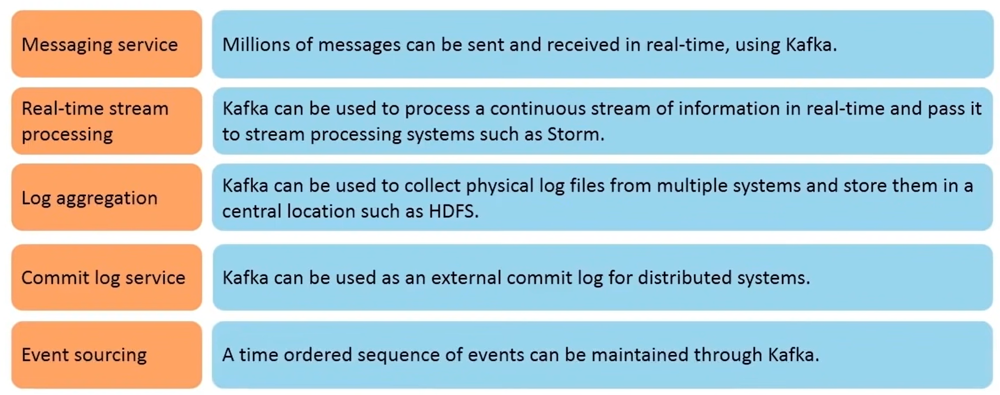 Messaging service
Millions of messages can be sent and received in real-time, using Kafka.
Real-time stream
processing
Kafka can be used to process a continuous stream of information in real-time and pass it
to stream processing systems such as Storm.
Log aggregation
Kafka can be used to collect physical log files from multiple systems and store them in a
central location such as HDFS.
Commit log service
Kafka can be used as an external commit log for distributed systems.
Event sourcing
A time ordered sequence of events can be maintained through Kafka.